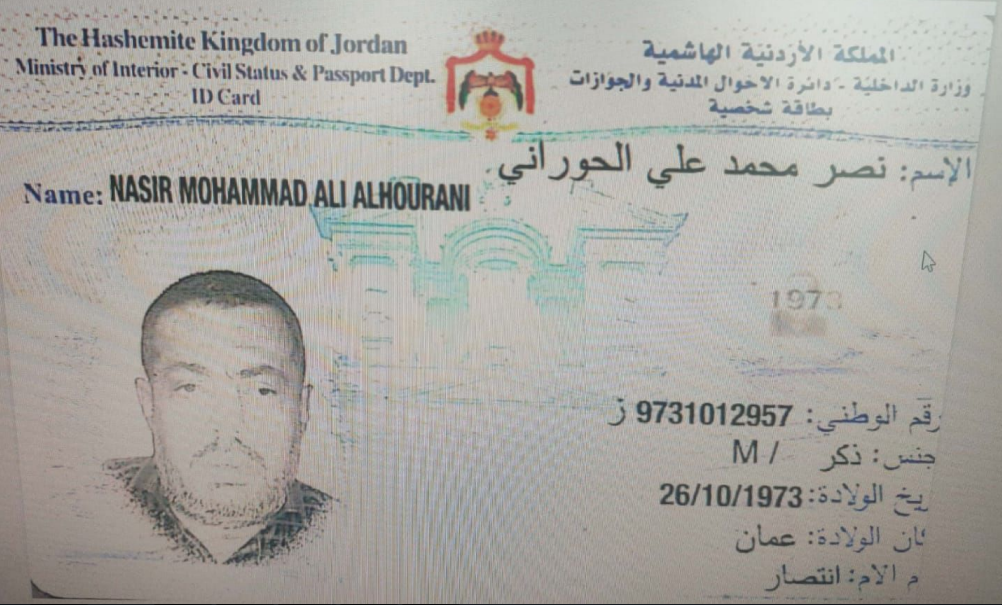 The Hashemite Kingdom of Jordan
Ministry of Interior - Civil Status & Passport Dept.
ID Card
المملكة الأردنية الهاشمية
وزارة الداخلية - دائرة الاحوال المدنية والجوازات
بطاقة شخصية
الإسم: نصر محمد علي الحوراني
Name: NASIR MOHAMMAD ALI ALHOURANI
1973
رقم الوطني: 9731012957 ز
جنس: ذكر / M
يخ الولادة: 26/10/1973
ان الولادة: عمان
م الام: انتصار